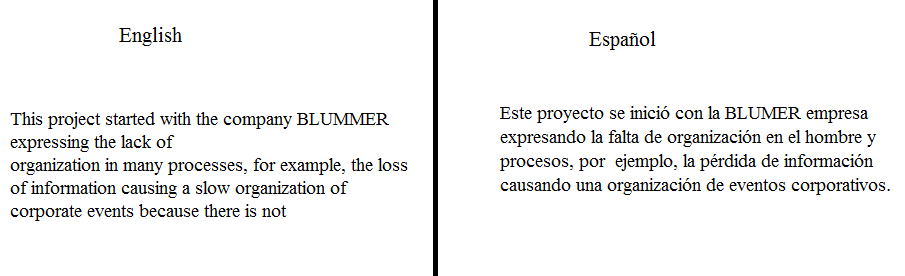 English
This project started with the company BLUMMER
expressing the lack of
organization in many processes, for example, the loss
of information causing a slow organization of
corporate events because there is not
Español
Este proyecto se inició con la BLUMER empresa
expresando la falta de organización en el hombre y
procesos, por  ejemplo, la pérdida de información
causando una organización de eventos corporativos.